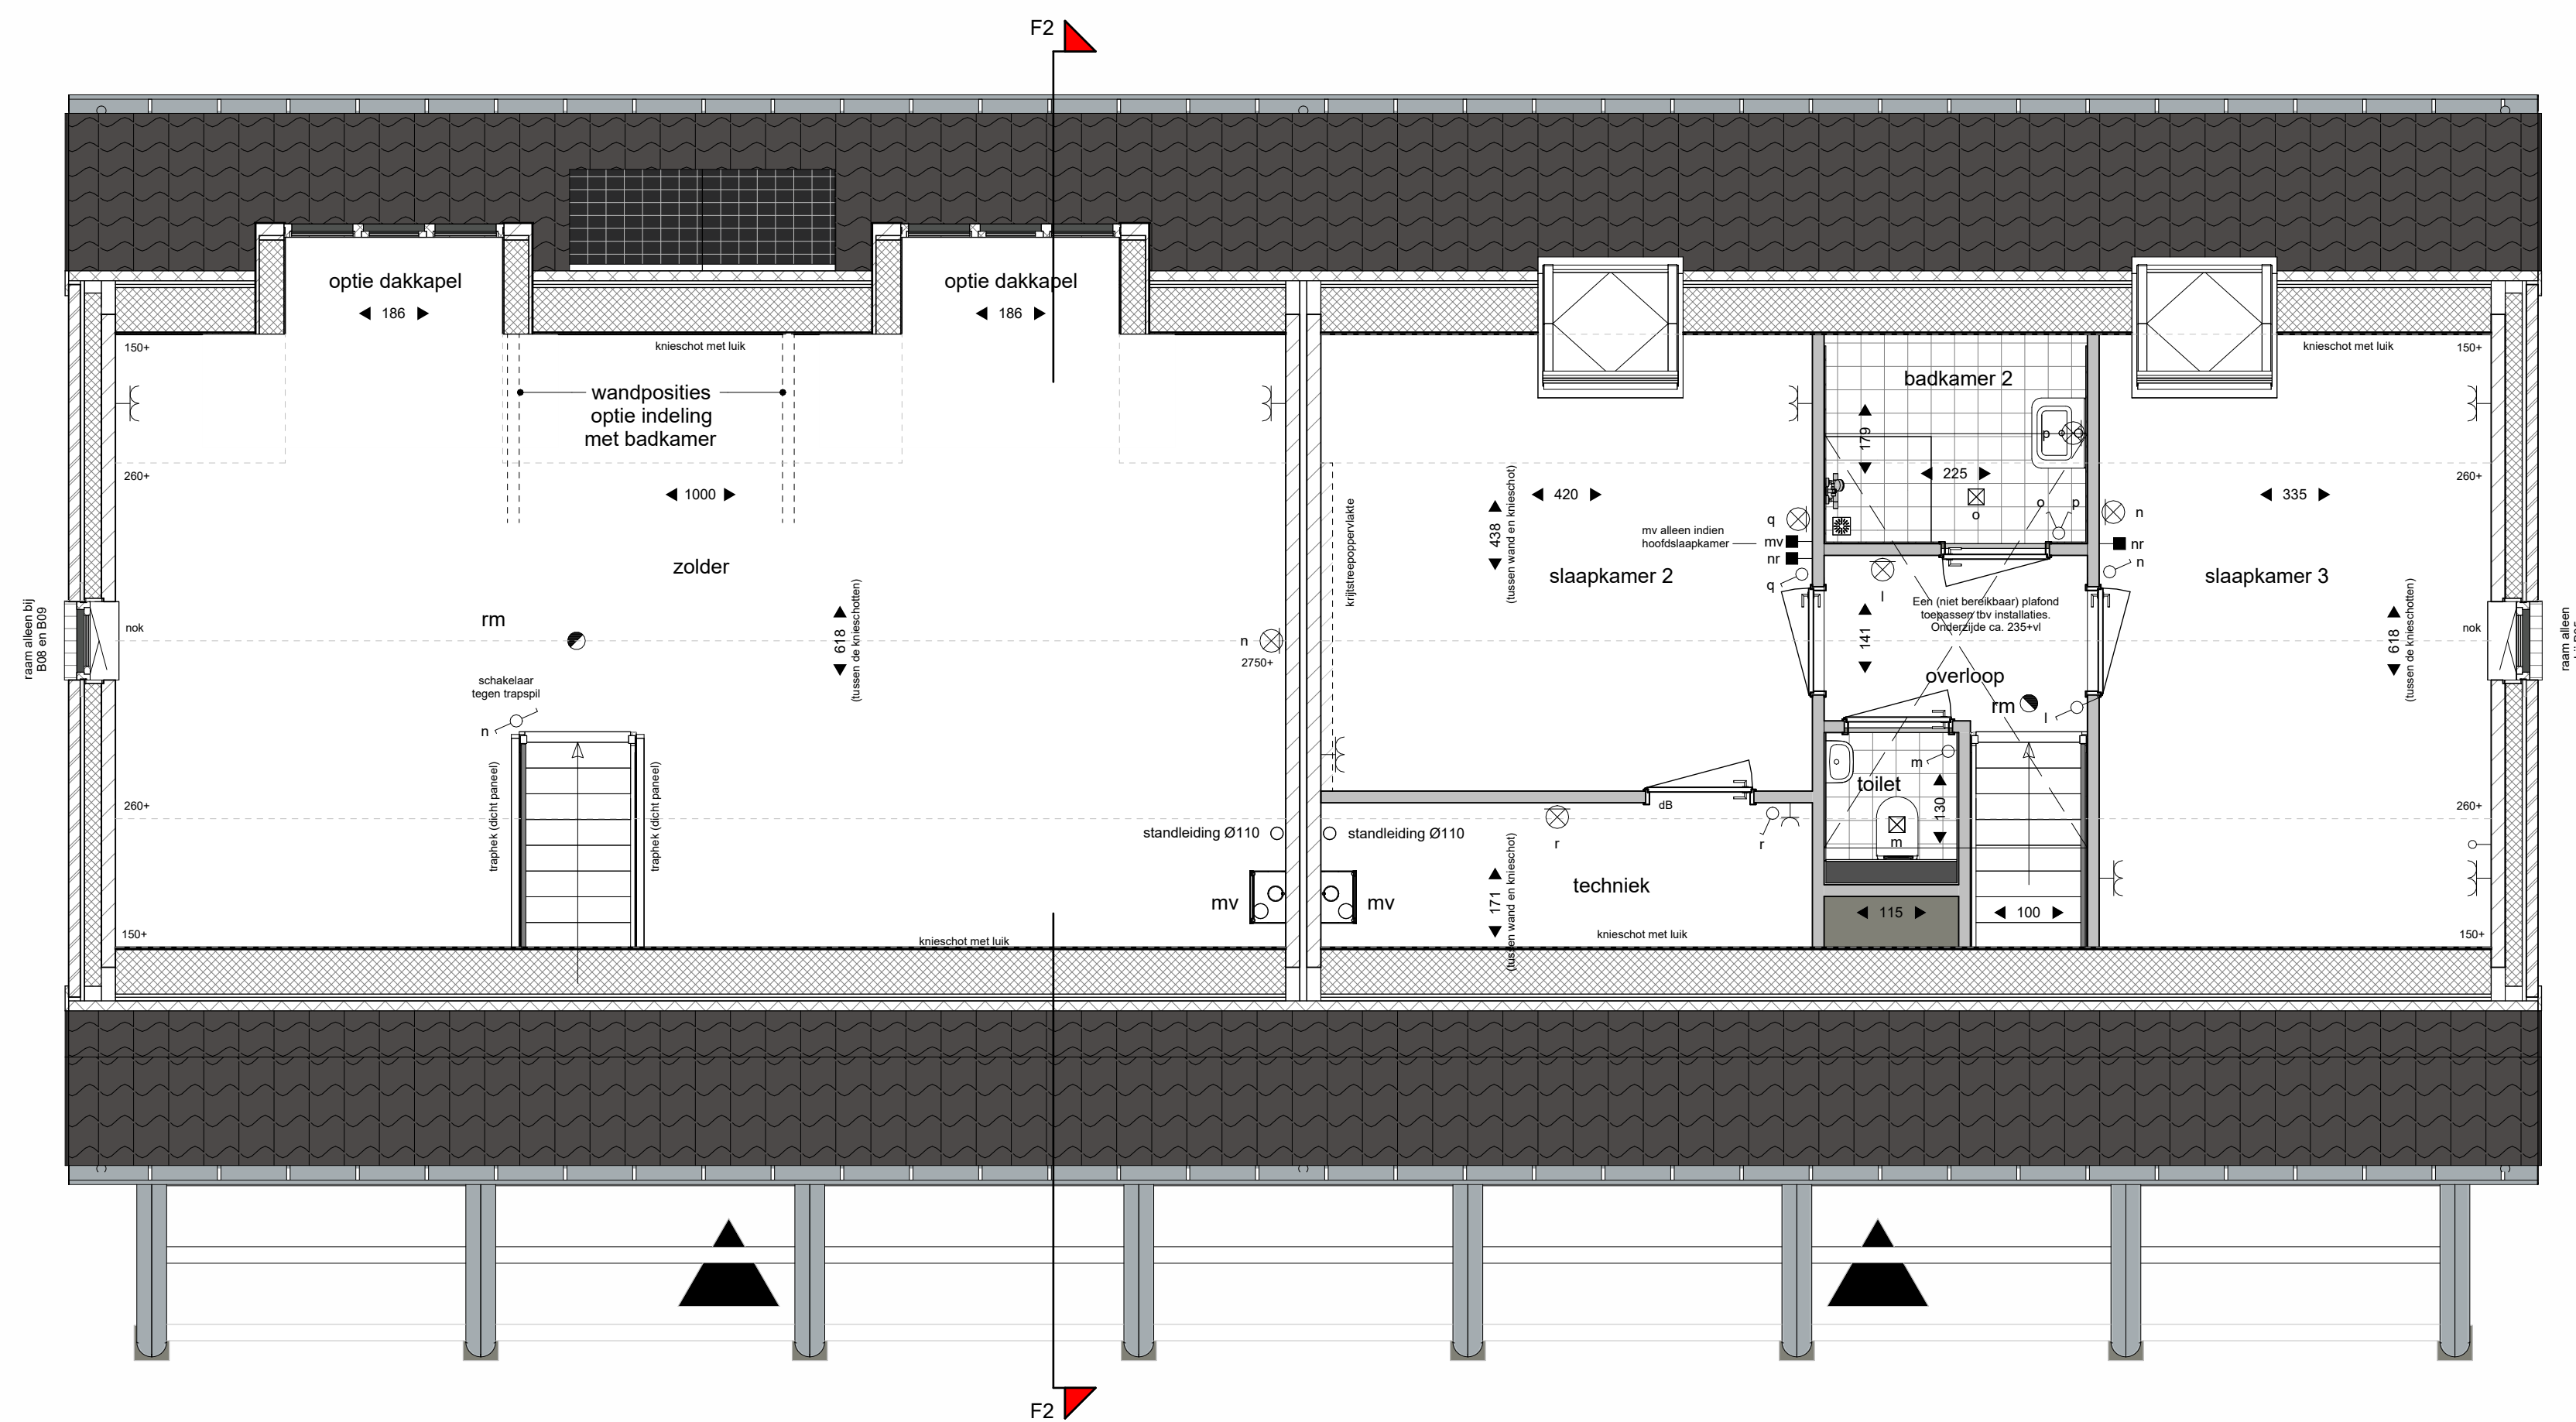 F2
optie dakkapel
186
optie dakkapel
186
150+
knieschot met luik
wandposities
optie indeling
met badkamer
260+
1000
zolder
rm
618
(tussen de knieschotten)
raam alleen bij
B08 en B09
nok
n
2750+
schakelaar
tegen trapspil
n
traphek (dicht paneel)
traphek (dicht paneel)
260+
standleiding Ø110
mv
150+
knieschot met luik
krijtstreepoppervlakte
438
(tussen wand en knieschot)
420
slaapkamer 2
mv alleen indien
hoofdslaapkamer
q
mv
nr
q
badkamer 2
179
225
p
o
o
p
n
nr
n
l
Een (niet bereikbaar) plafond
toepassen tbv installaties.
Onderzijde ca. 235+vl
141
overloop
rm
l
knieschot met luik
150+
260+
335
slaapkamer 3
618
(tussen de knieschotten)
nok
raam alleen
dB
standleiding Ø110
r
r
mv
171
(tussen wand en knieschot)
techniek
knieschot met luik
toilet
m
130
m
115
100
260+
150+
F2